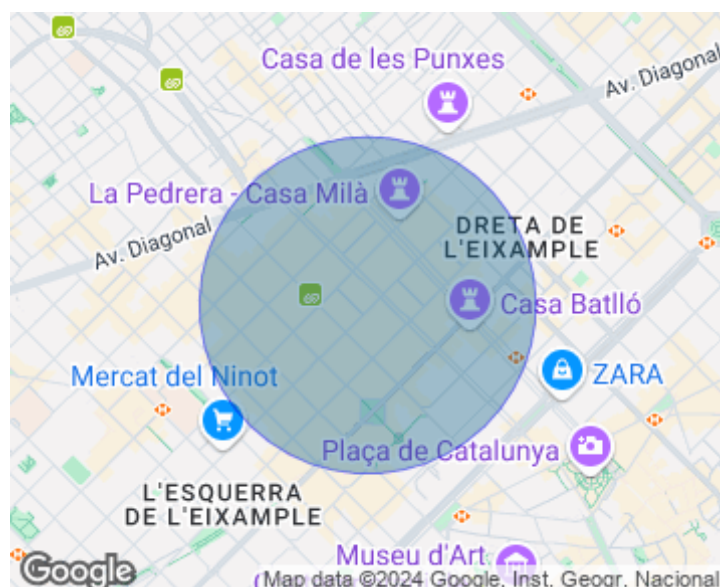 Casa de les Punxes
Av. Diagonal
La Pedrera - Casa Milà
Av. Diagonal
DRETA DE
L'EIXAMPLE
Casa Batlló
Mercat del Ninot
ZARA
Plaça de Catalunya
L'ESQUERRA
DE L'EIXAMPLE
Museu d'Art
Google
Map data ©2024 Google, Inst. Geogr. Nacional